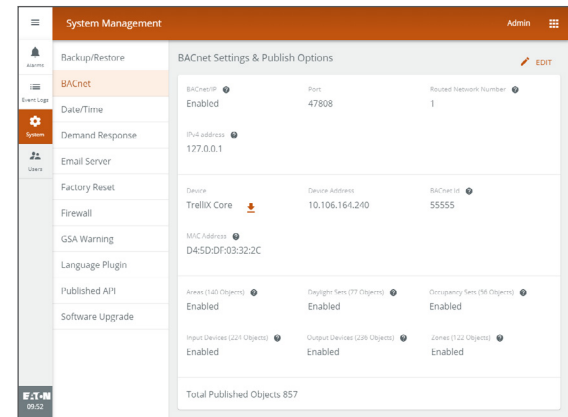 System Management
Admin
Alarms
Event Logs
System
Users
Backup/Restore
BACnet
Date/Time
Demand Response
Email Server
Factory Reset
Firewall
GSA Warning
Language Plugin
Published API
Software Upgrade
BACnet Settings & Publish Options
EDIT
BACnet/IP Port Routed Network Number
Enabled 47808 1
IPv4 address
127.0.0.1
Device Device Address BACnet Id
TrelliX Core 10.106.164.240 55555
MAC Address
D4:5D:DF:03:32:2C
Areas (140 Objects) Daylight Sets (77 Objects) Occupancy Sets (56 Objects)
Enabled Enabled Enabled
Input Devices (221 Objects) Output Devices (236 Objects) Zones (122 Objects)
Enabled Enabled Enabled
Total Published Objects 857
EATON
09:52